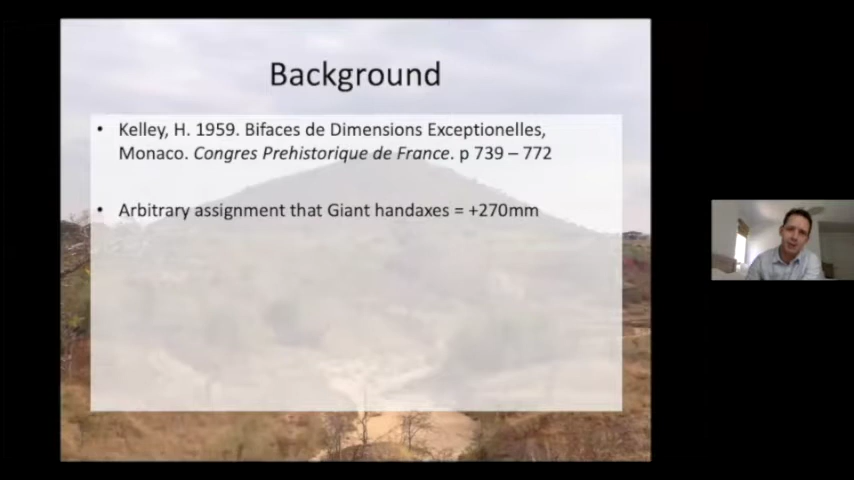 Background
• Kelley, H. 1959. Bifaces de Dimensions Exceptionelles,
Monaco. Congres Prehistorique de France. p 739 – 772
• Arbitrary assignment that Giant handaxes = +270mm